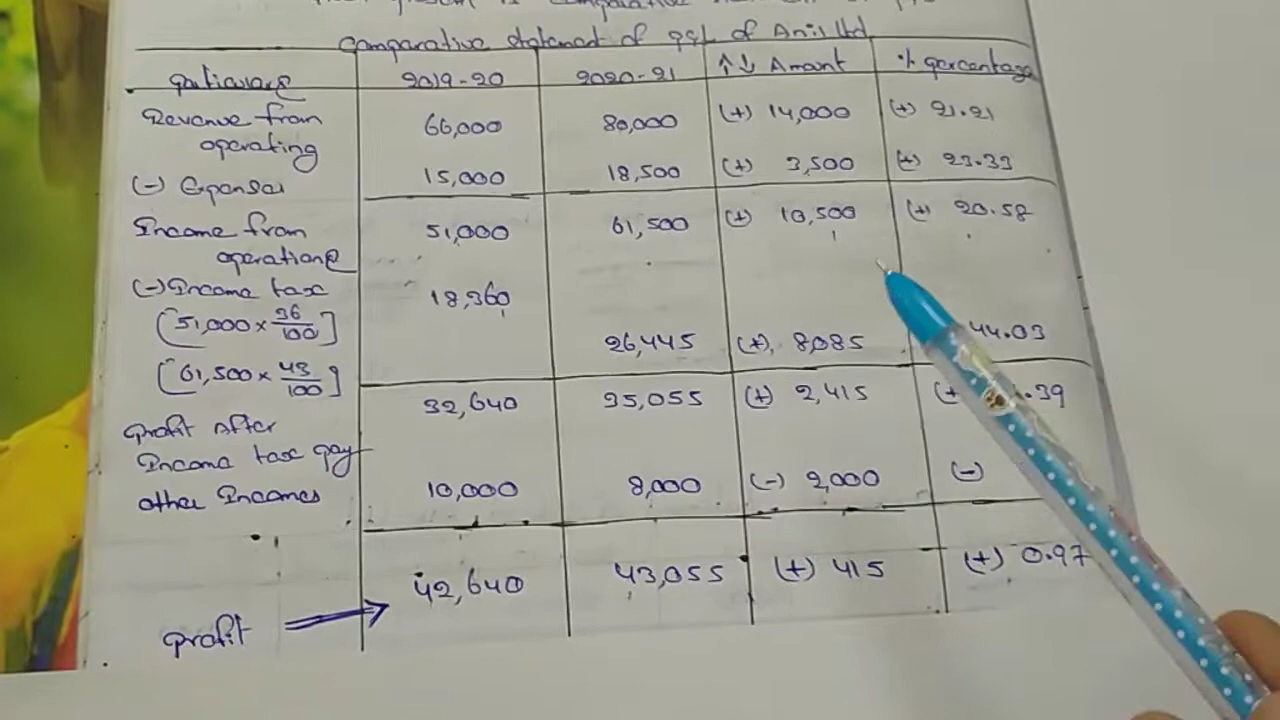 comparative statement of P&L of Anil Ltd
Particulars 2019-20 2020-21 ↑↓ Amount % percentage
Revenue from operating 66,000 80,000 (+) 14,000 (+) 21.21
(-) Expenses 15,000 18,500 (+) 3,500 (+) 23.33
Income from operations 51,000 61,500 (+) 10,500 (+) 20.58
(-) Income tax 18,360
[51,000 × 36/100]
26,445 (+) 8,085 44.03
[61,500 × 43/100]
32,640 35,055 (+) 2,415 (+ .39
Profit After
Income tax pay
other Incomes 10,000 8,000 (-) 2,000 (-)
Profit 42,640 43,055 (+) 415 (+) 0.97